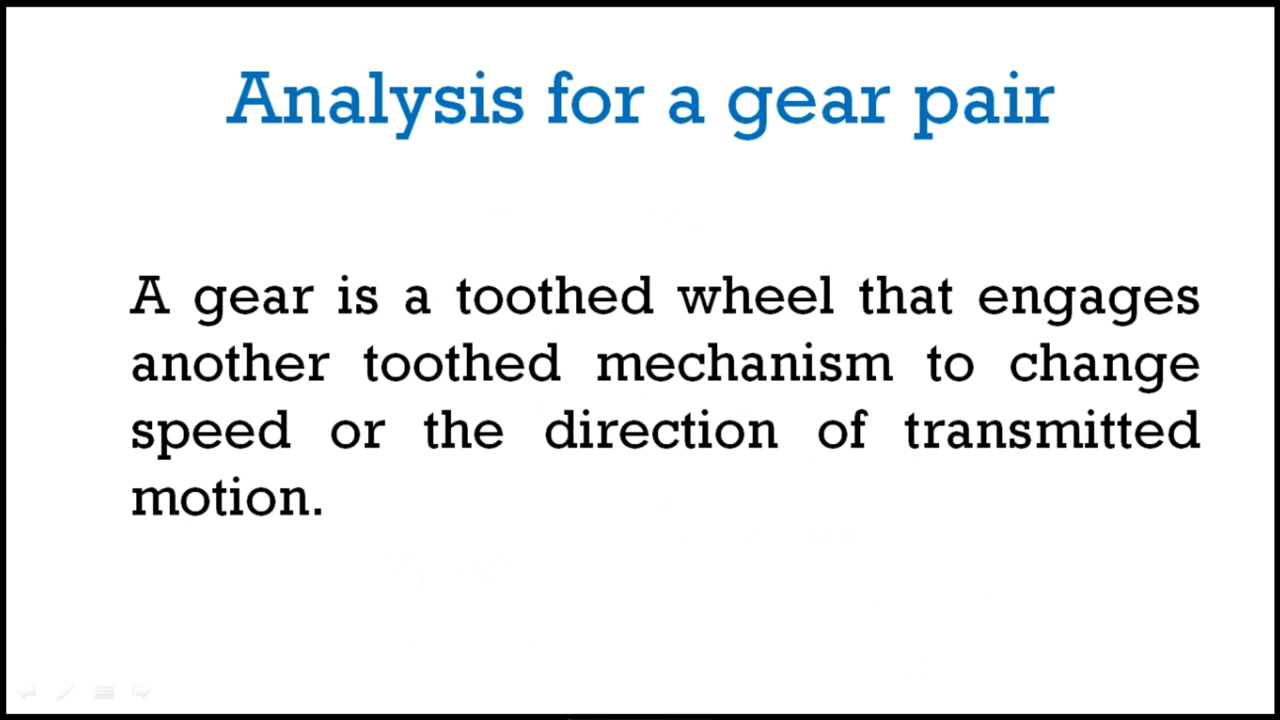 Analysis for a gear pair
A gear is a toothed wheel that engages
another toothed mechanism to change
speed or the direction of transmitted
motion.